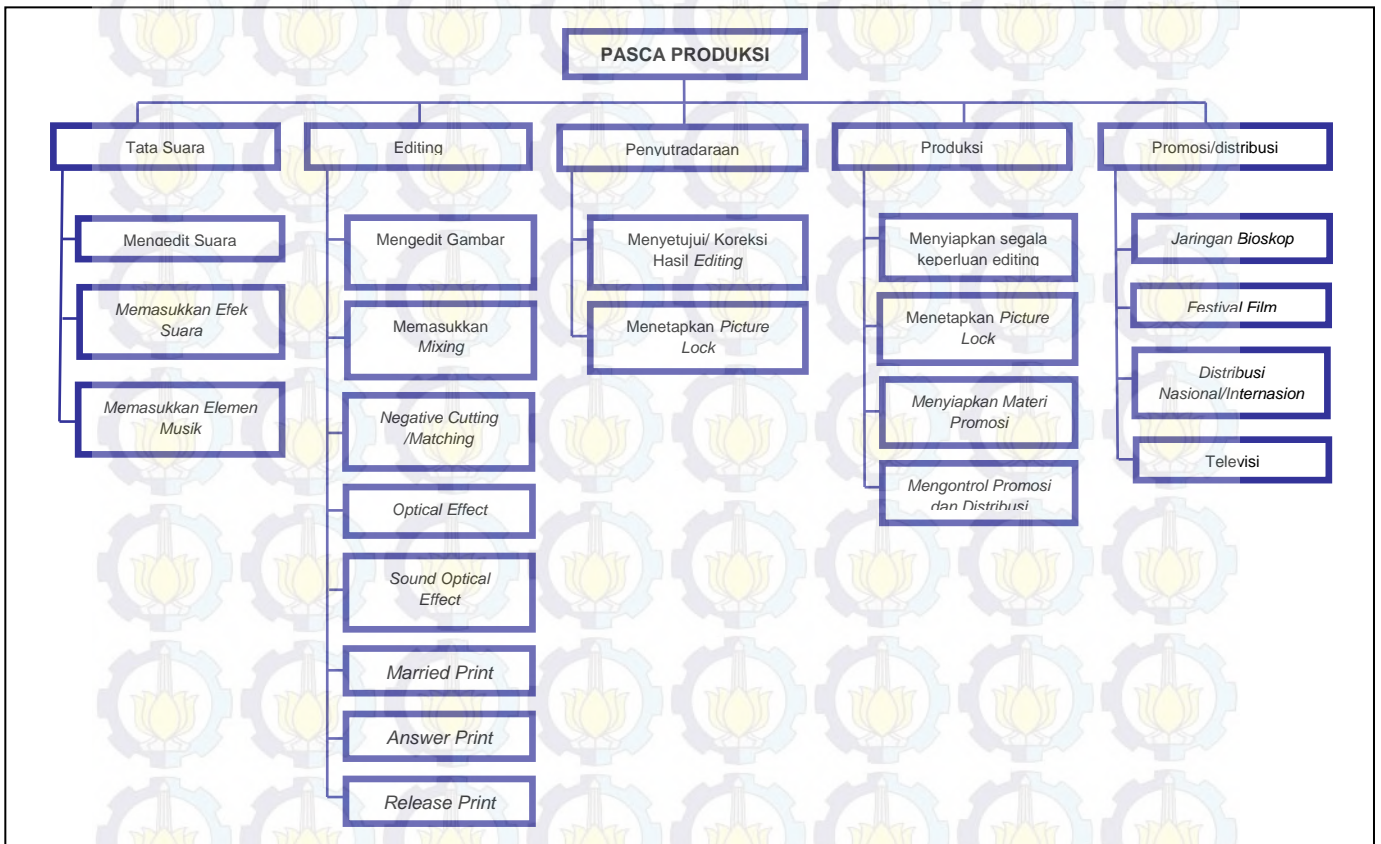 PASCA PRODUKSI
Tata Suara
Mengedit Suara
Memasukkan Efek
Suara
Memasukkan Elemen
Musik
Editing
Mengedit Gambar
Memasukkan
Mixing
Negative Cutting
/Matching
Optical Effect
Sound Optical
Effect
Married Print
Answer Print
Release Print
Penyutradaraan
Menyetujui/ Koreksi
Hasil Editing
Menetapkan Picture
Lock
Produksi
Menyiapkan segala
keperluan editing
Menetapkan Picture
Lock
Menyiapkan Materi
Promosi
Mengontrol Promosi
dan Distribusi
Promosi/distribusi
Jaringan Bioskop
Festival Film
Distribusi
Nasional/Internasion
Televisi